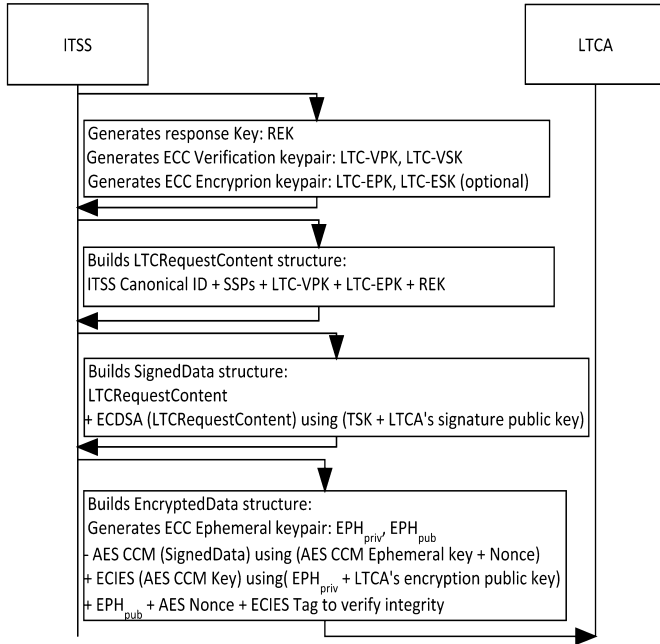 ITSS
LTCA
Generates response Key: REK
Generates ECC Verification keypair: LTC-VPK, LTC-VSK
Generates ECC Encryprion keypair: LTC-EPK, LTC-ESK (optional)
Builds LTCRequestContent structure:
ITSS Canonical ID + SSPs + LTC-VPK + LTC-EPK + REK
Builds SignedData structure:
LTCRequestContent
+ ECDSA (LTCRequestContent) using (TSK + LTCA's signature public key)
Builds EncryptedData structure:
Generates ECC Ephemeral keypair: EPHpriv, EPHpub
- AES CCM (SignedData) using (AES CCM Ephemeral key + Nonce)
+ ECIES (AES CCM Key) using( EPHpriv + LTCA's encryption public key)
+ EPHpub + AES Nonce + ECIES Tag to verify integrity